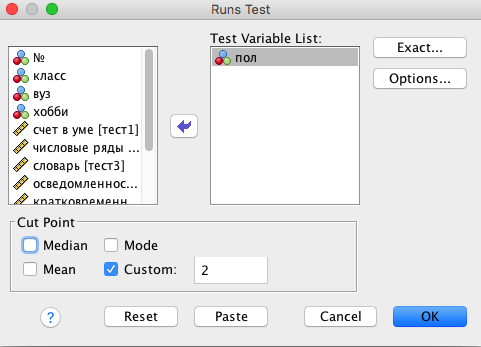 Runs Test
Test Variable List:
№
класс
вуз
хобби
счет в уме [тест1]
числовые ряды ...
словарь [тест3]
осведомленнос...
кратковременн...
пол
Exact...
Options...
Cut Point
Median Mode
Mean Custom: 2
? Reset Paste Cancel OK